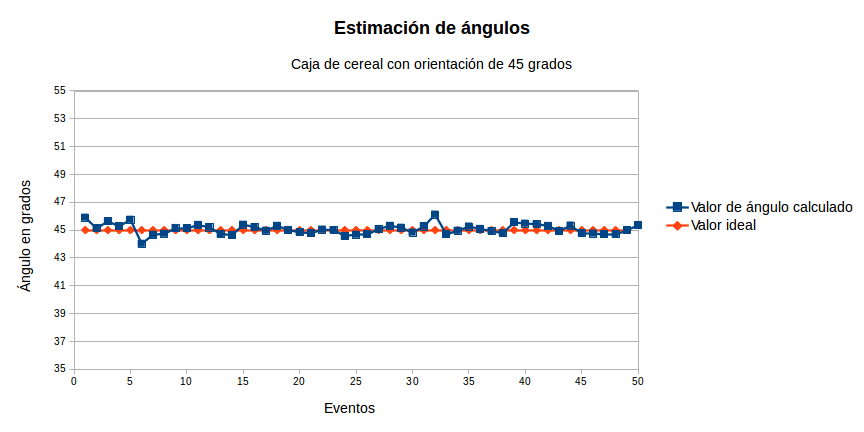 Estimación de ángulos
Caja de cereal con orientación de 45 grados
55
53
51
49
47
45
43
41
39
37
35
0 5 10 15 20 25 30 35 40 45 50
Ángulo en grados
Eventos
Valor de ángulo calculado
Valor ideal